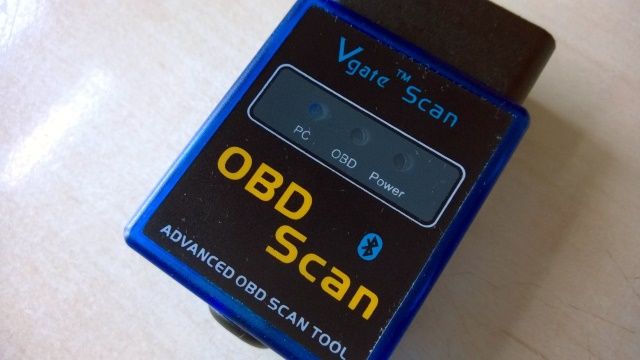 Vgate™ Scan
PC OBD Power
OBD
Scan
ADVANCED OBD SCAN TOOL